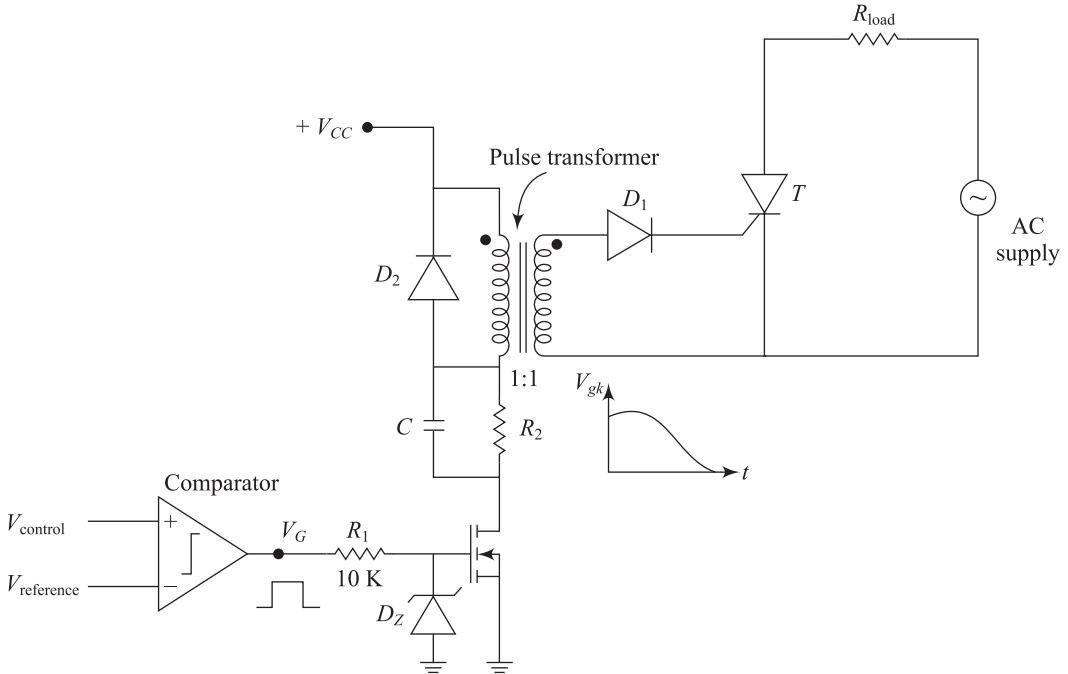 R_load
+ V_CC
Pulse transformer
D_1
T
AC
supply
D_2
1:1
V_gk
C
R_2
t
Comparator
V_control
+
V_G
R_1
V_reference
−
10 K
D_Z